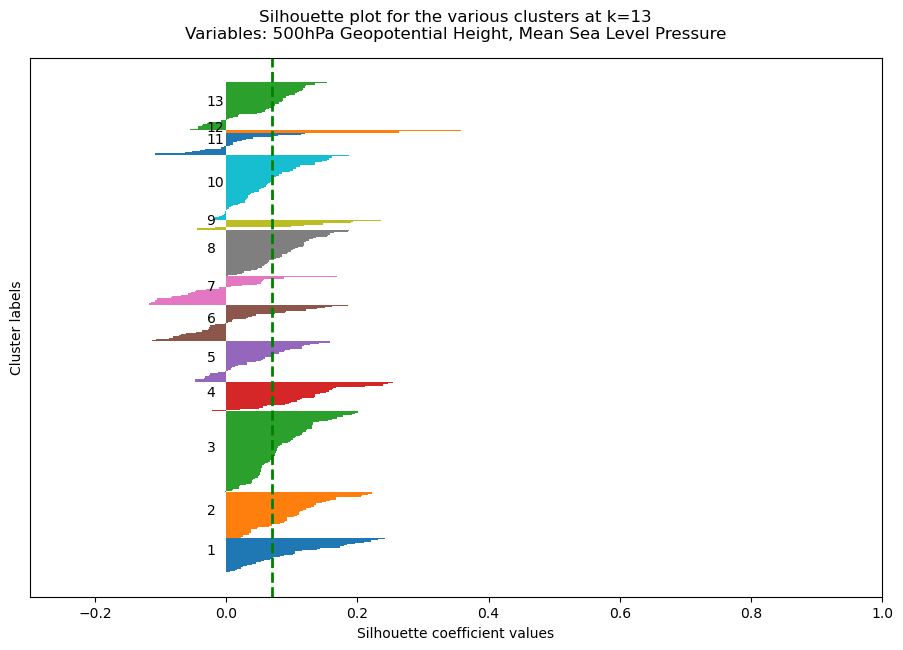 Silhouette plot for the various clusters at k=13
Variables: 500hPa Geopotential Height, Mean Sea Level Pressure
Cluster labels
13
12
11
10
9
8
7
6
5
4
3
2
1
−0.2 0.0 0.2 0.4 0.6 0.8 1.0
Silhouette coefficient values